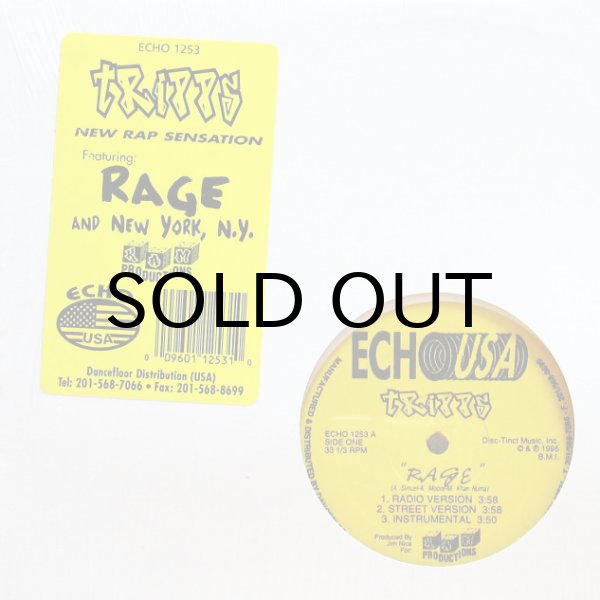 ECHO 1253
TRIPPS
NEW RAP SENSATION
Featuring:
RAGE
AND NEW YORK, N.Y.
PRODUCTIONS
ECHO
USA
0 09601 12531 0
Dancefloor Distribution (USA)
Tel: 201-568-7066 • Fax: 201-568-8699
SOLD OUT
ECHO USA
TRIPPS
ECHO 1253 A
SIDE ONE
33 1/3 RPM
Disc-Tinct Music, Inc.
© & ℗ 1995
B.M.I.
"RAGE"
1. RADIO VERSION 3:58
2. STREET VERSION 3:58
3. INSTRUMENTAL 3:50
Produced By
Jim Nice
For:
PRODUCTIONS
MANUFACTURED & DISTRIBUTED BY